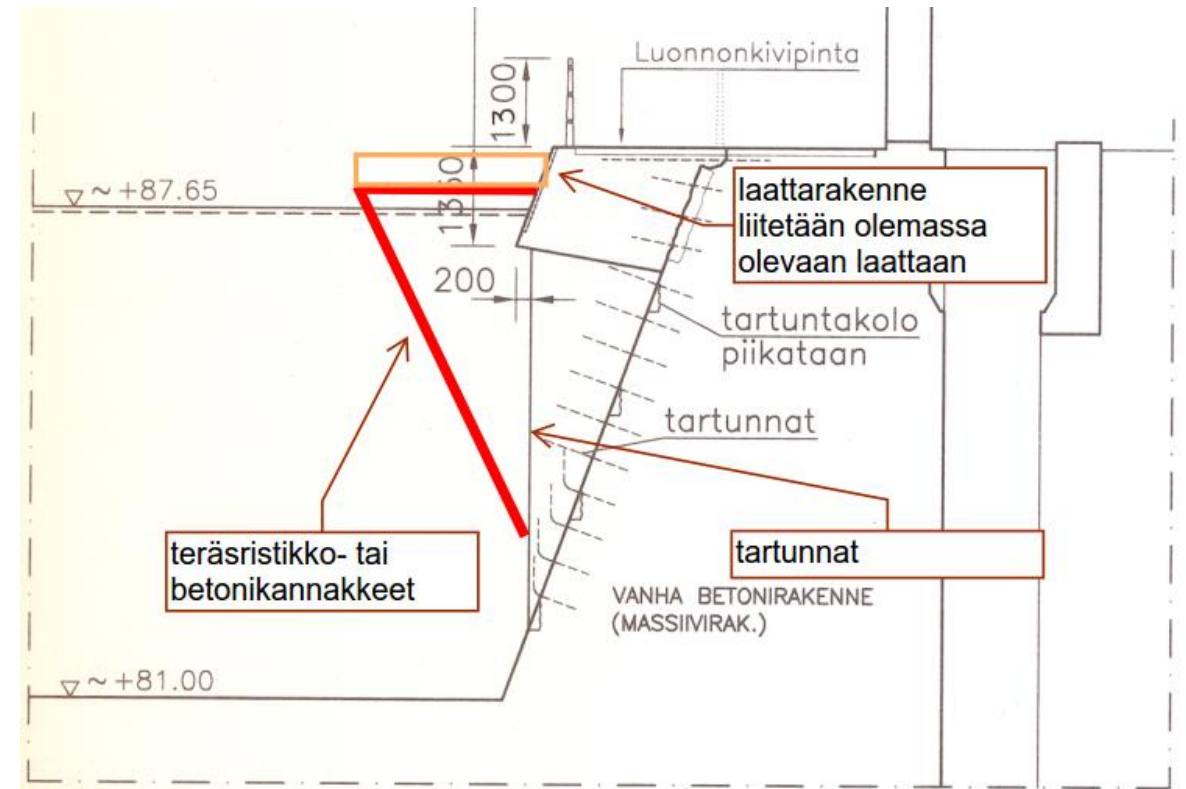 Luonnonkivipinta
1300
1350
~ +87.65
laattarakenne
liitetään olemassa
olevaan laattaan
200
tartuntakolo
piikataan
tartunnat
teräsristikko- tai
betonikannakkeet
tartunnat
VANHA BETONIRAKENNE
(MASSIIVIRAK.)
~ +81.00